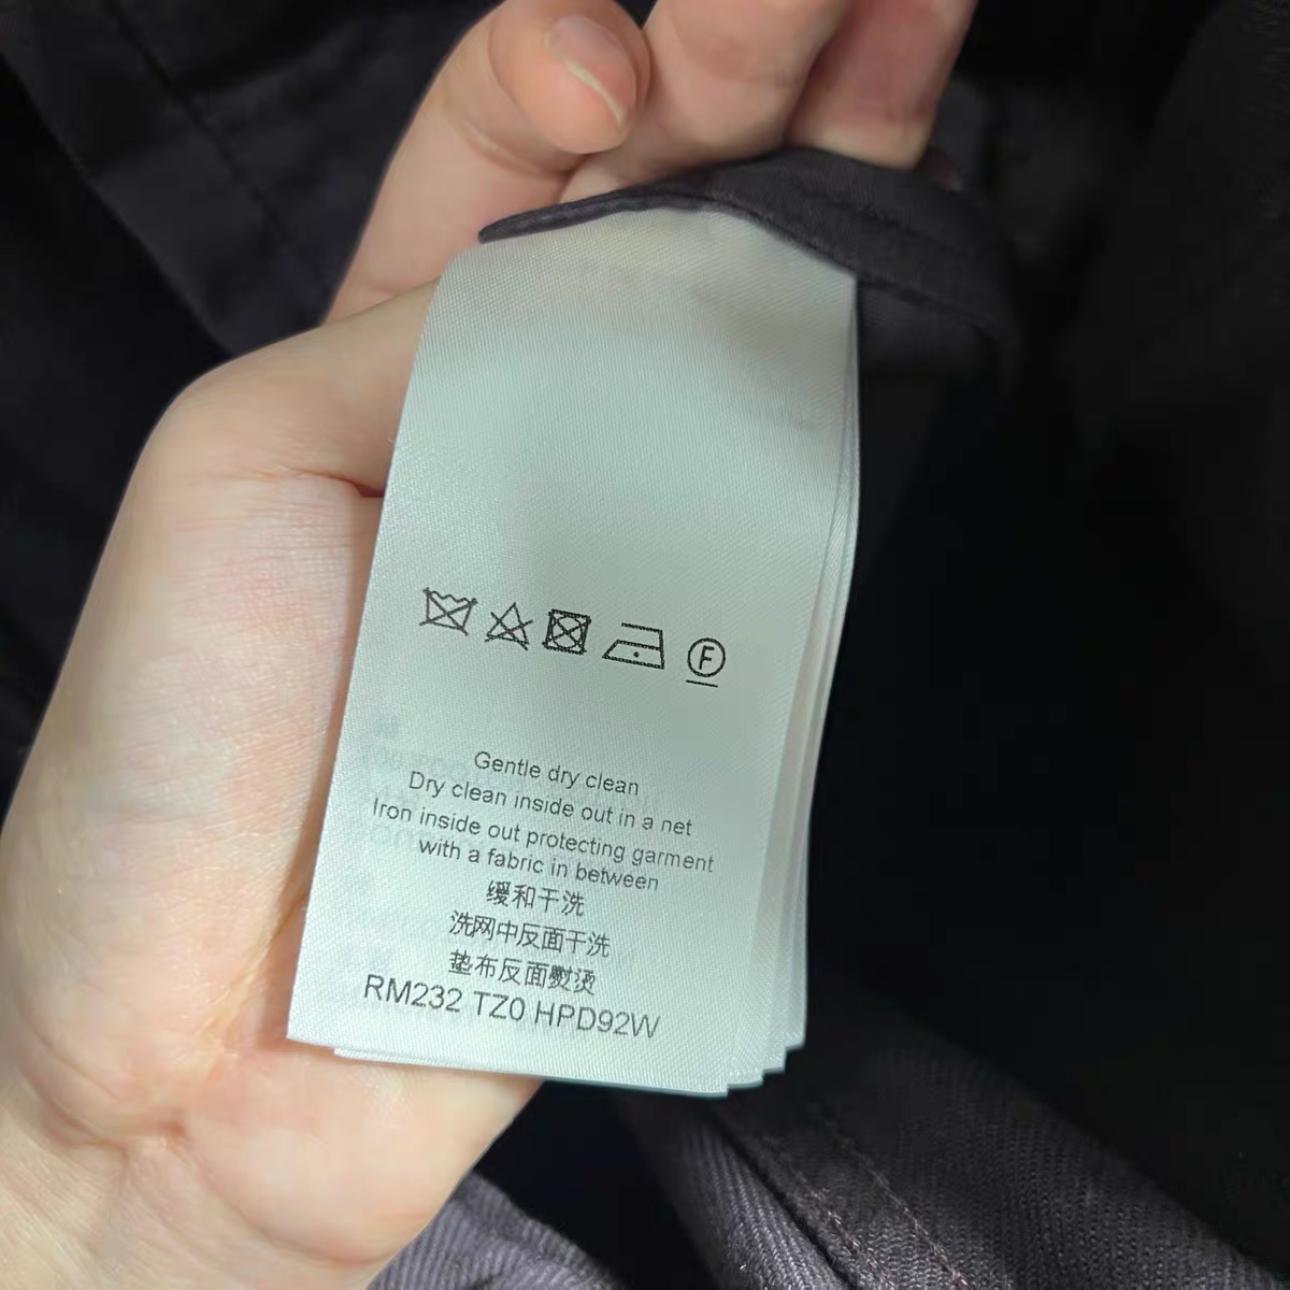 F
Gentle dry clean
Dry clean inside out in a net
Iron inside out protecting garment
with a fabric in between
缓和干洗
洗网中反面干洗
垫布反面熨烫
RM232 TZ0 HPD92W